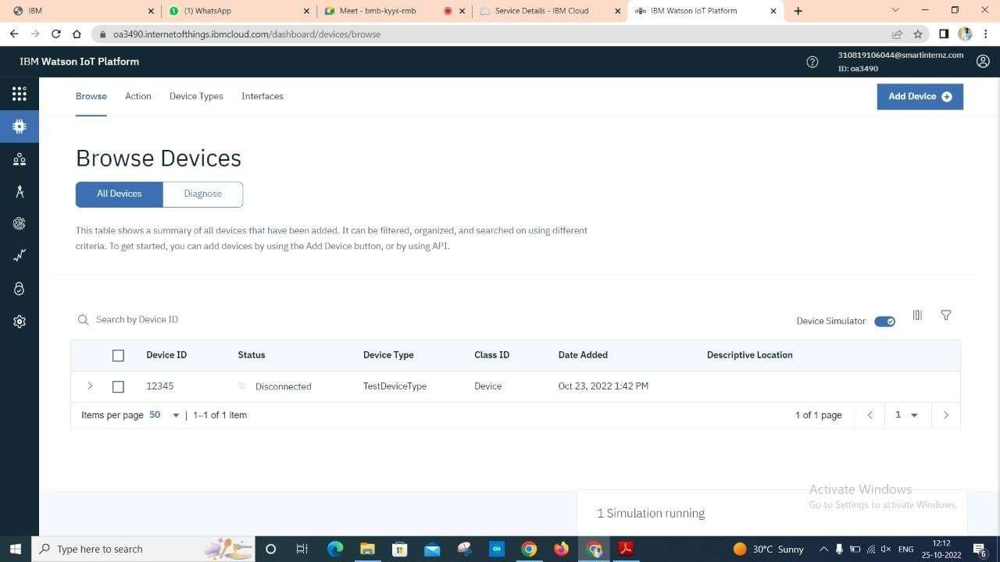 IBM
(1) WhatsApp
Meet - bmb-kyys-rmb
Service Details - IBM Cloud
IBM Watson IoT Platform
oa3490.internetofthings.ibmcloud.com/dashboard/devices/browse
IBM Watson IoT Platform
310819106044@smartinternz.com
ID: oa3490
Browse Action Device Types Interfaces
Add Device
Browse Devices
All Devices Diagnose
This table shows a summary of all devices that have been added. It can be filtered, organized, and searched on using different
criteria. To get started, you can add devices by using the Add Device button, or by using API.
Search by Device ID
Device Simulator
Device ID Status Device Type Class ID Date Added Descriptive Location
12345 Disconnected TestDeviceType Device Oct 23, 2022 1:42 PM
Items per page 50 | 1–1 of 1 item 1 of 1 page 1
1 Simulation running
Activate Windows
Go to Settings to activate Windows.
Type here to search
30°C Sunny
ENG
12:12
25-10-2022
6